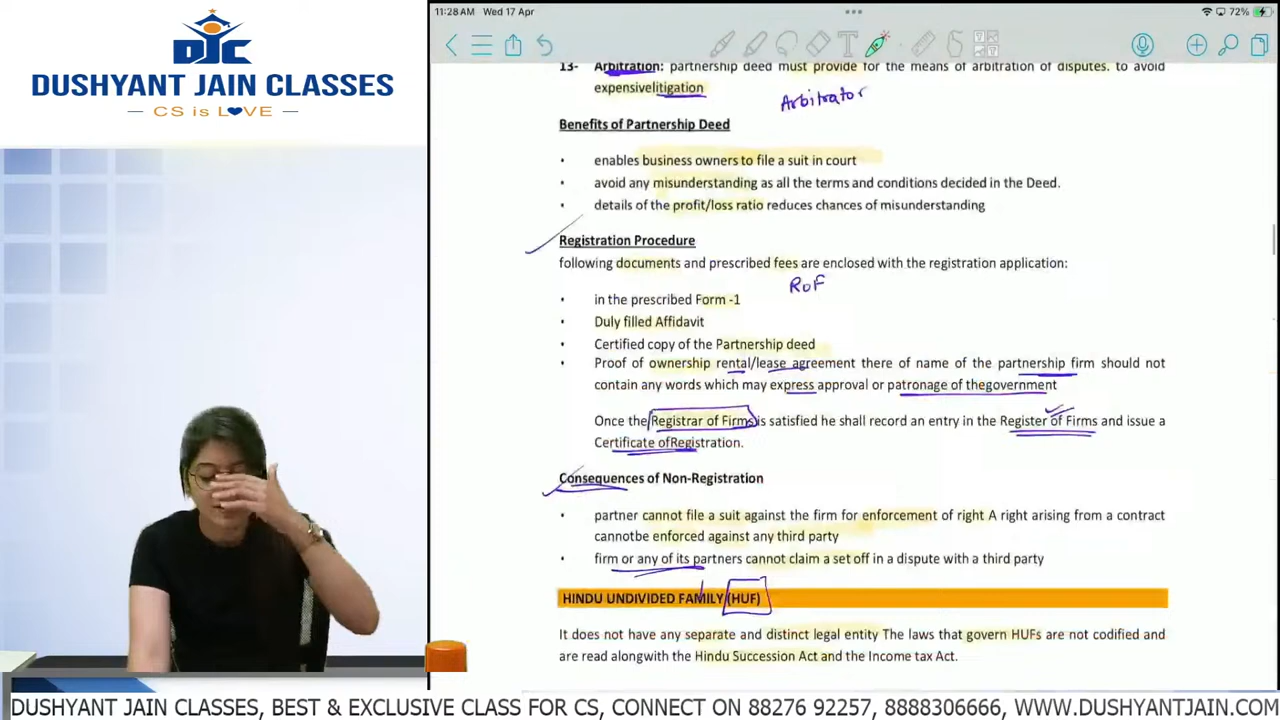 DJC
DUSHYANT JAIN CLASSES
CS is LOVE
11:28 AM Wed 17 Apr
72%
13- Arbitration: partnership deed must provide for the means of arbitration of disputes. to avoid
expensivelitigation
Arbitrator
Benefits of Partnership Deed
· enables business owners to file a suit in court
· avoid any misunderstanding as all the terms and conditions decided in the Deed.
· details of the profit/loss ratio reduces chances of misunderstanding
Registration Procedure
following documents and prescribed fees are enclosed with the registration application:
RoF
· in the prescribed Form -1
· Duly filled Affidavit
· Certified copy of the Partnership deed
· Proof of ownership rental/lease agreement there of name of the partnership firm should not
contain any words which may express approval or patronage of thegovernment
Once the Registrar of Firms is satisfied he shall record an entry in the Register of Firms and issue a
Certificate ofRegistration.
Consequences of Non-Registration
· partner cannot file a suit against the firm for enforcement of right A right arising from a contract
cannotbe enforced against any third party
· firm or any of its partners cannot claim a set off in a dispute with a third party
HINDU UNDIVIDED FAMILY (HUF)
It does not have any separate and distinct legal entity The laws that govern HUFs are not codified and
are read alongwith the Hindu Succession Act and the Income tax Act.
DUSHYANT JAIN CLASSES, BEST & EXCLUSIVE CLASS FOR CS, CONNECT ON 88276 92257, 8888306666, WWW.DUSHYANTJAIN.COM